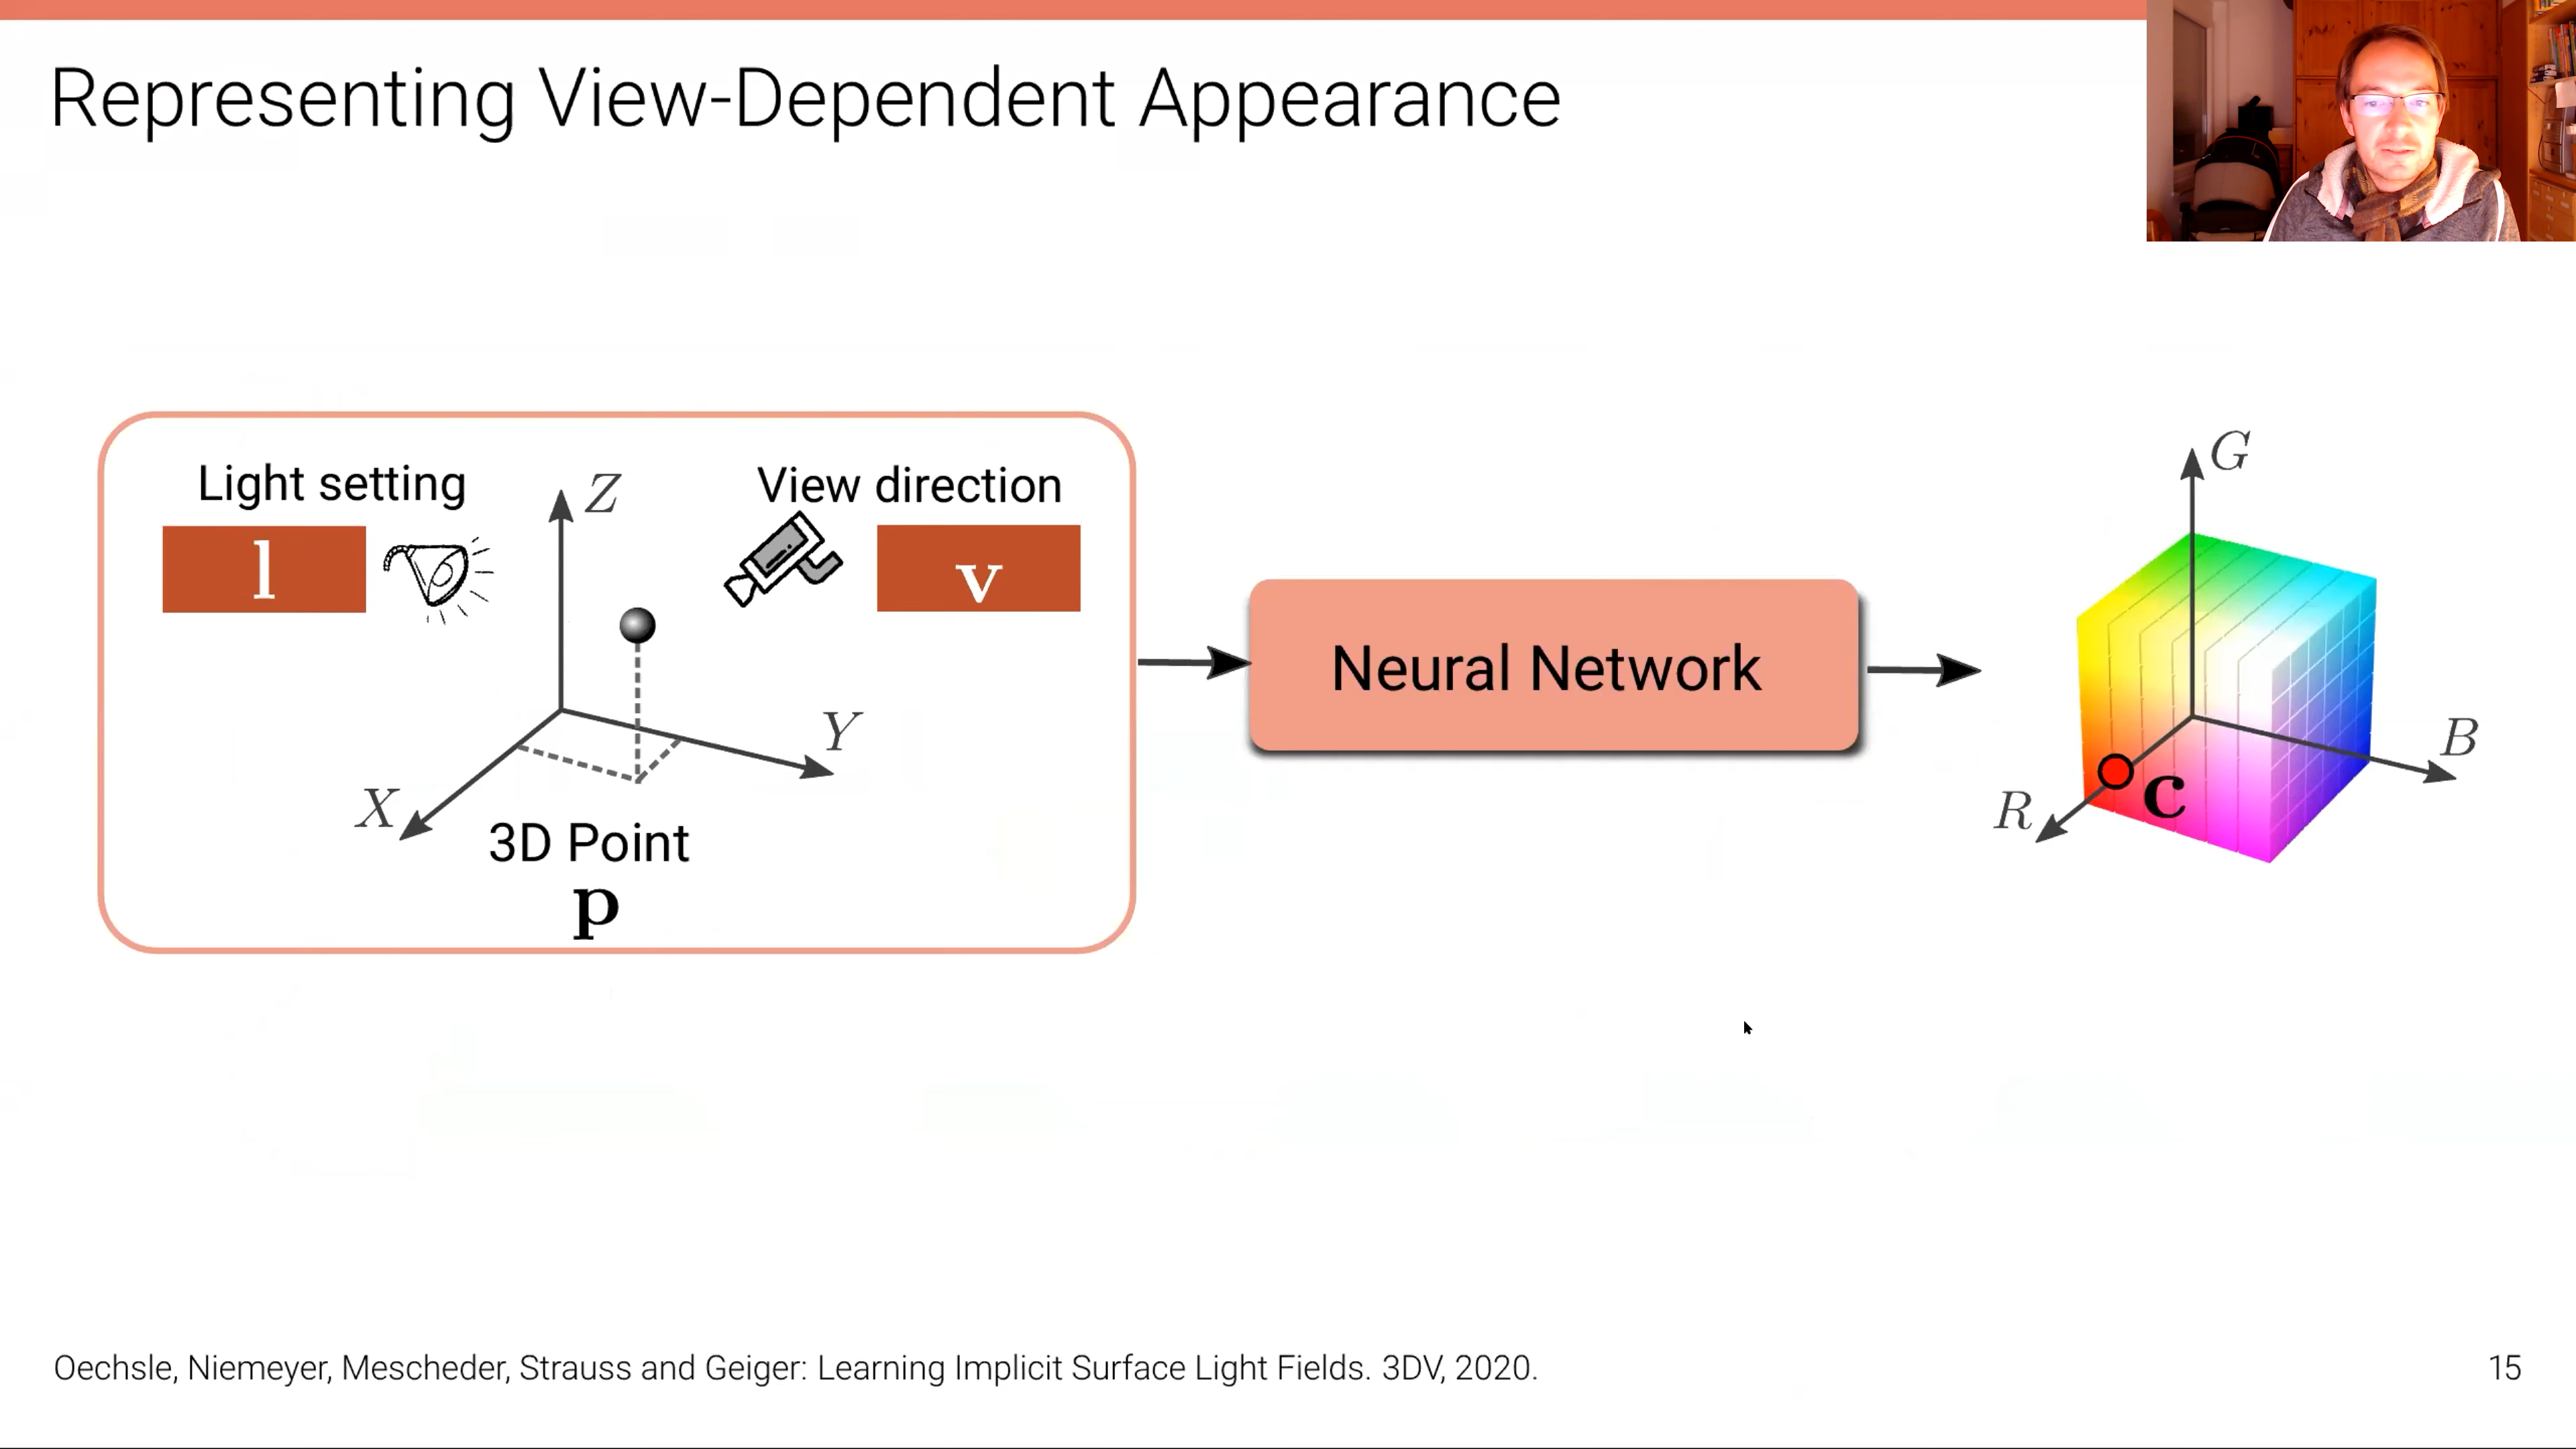 Representing View-Dependent Appearance
Light setting
l
Z
View direction
v
Y
X
3D Point
p
Neural Network
G
B
R
c
Oechsle, Niemeyer, Mescheder, Strauss and Geiger: Learning Implicit Surface Light Fields. 3DV, 2020.
15